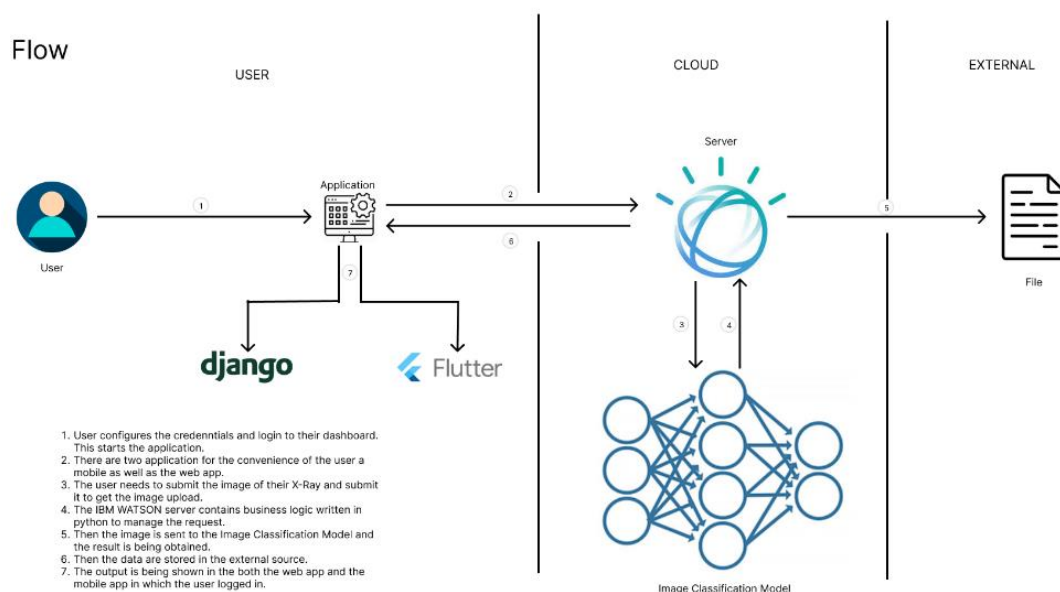 Flow
USER
CLOUD
EXTERNAL
Server
Application
1
2
5
6
User
File
7
3
4
django
Flutter
1. User configures the credenntials and login to their dashboard.
This starts the application.
2. There are two application for the convenience of the user a
mobile as well as the web app.
3. The user needs to submit the image of their X-Ray and submit
it to get the image upload.
4. The IBM WATSON server contains business logic written in
python to manage the request.
5. Then the image is sent to the Image Classification Model and
the result is being obtained.
6. Then the data are stored in the external source.
7. The output is being shown in the both the web app and the
mobile app in which the user logged in.
Image Classification Model